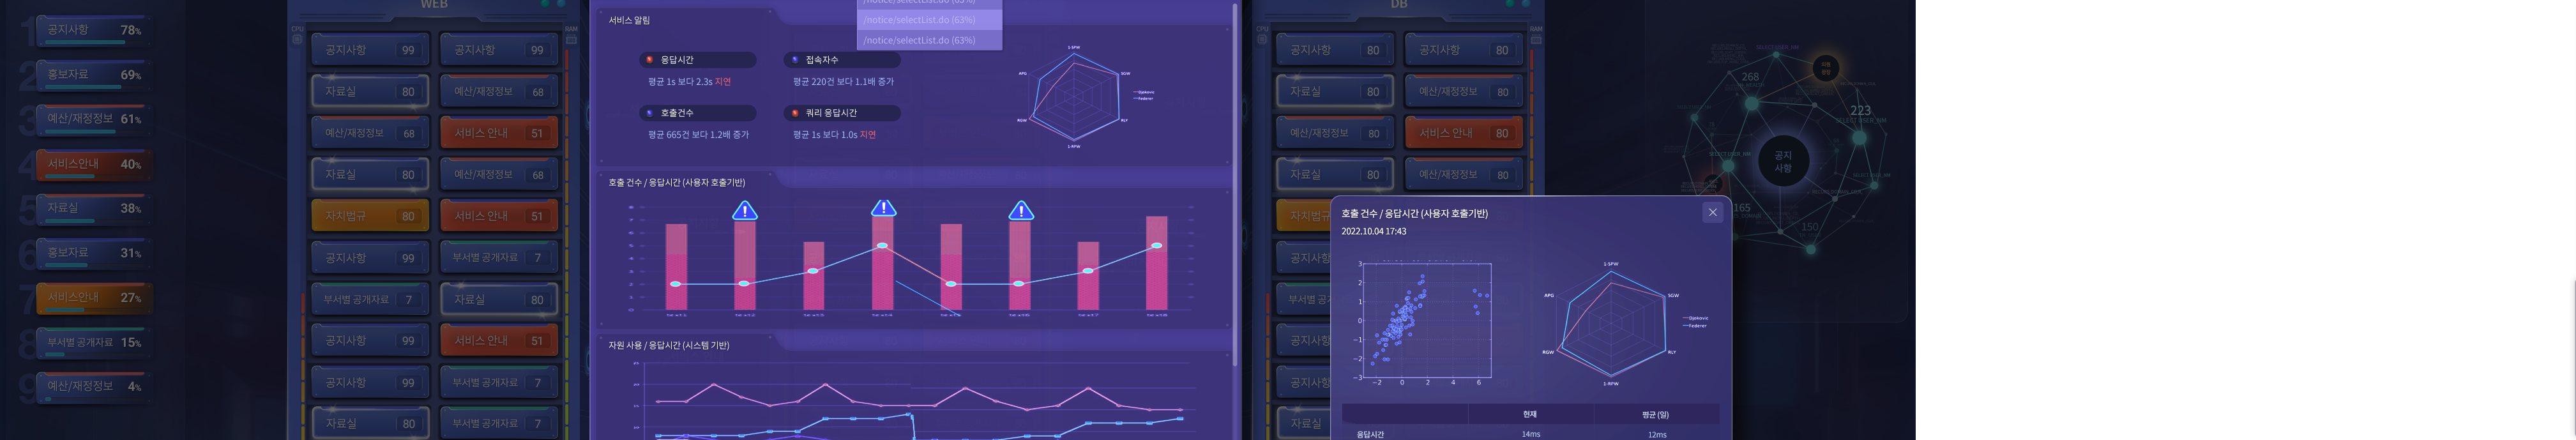 1 공지사항 78%
2 홍보자료 69%
3 예산/재정정보 61%
4 서비스안내 40%
5 자료실 38%
6 홍보자료 31%
7 서비스안내 27%
8 부서별 공개자료 15%
9 예산/재정정보 4%
WEB
CPU
RAM
공지사항 99 공지사항 99
자료실 80 예산/재정정보 68
예산/재정정보 68 서비스 안내 51
자료실 80 예산/재정정보 68
자치법규 80 서비스 안내 51
공지사항 99 부서별 공개자료 7
부서별 공개자료 7 자료실 80
공지사항 99 서비스 안내 51
공지사항 99 부서별 공개자료 7
자료실 80 부서별 공개자료 7
/notice/selectList.do (63%)
/notice/selectList.do (63%)
/notice/selectList.do (63%)
서비스 알림
응답시간
평균 1s 보다 2.3s 지연
접속자수
평균 220건 보다 1.1배 증가
호출건수
평균 665건 보다 1.2배 증가
쿼리 응답시간
평균 1s 보다 1.0s 지연
1-SPW
SGW
RLY
1-RPW
RGW
APG
Djokovic
Federer
호출 건수 / 응답시간 (사용자 호출기반)
자원 사용 / 응답시간 (시스템 기반)
DB
CPU
RAM
공지사항 80 공지사항 80
자료실 80 예산/재정정보 80
예산/재정정보 80 서비스 안내 80
자료실 80 예산/재정정보 80
자치법규
공지사항
부서별 공
공지사항
공지사항
자료실
268
223
SELECT USER_NM
165
150
공지
사항
호출 건수 / 응답시간 (사용자 호출기반)
2022.10.04 17:43
3
2
1
0
−1
−2
−3
−2 0 2 4 6
1-SPW
SGW
RLY
1-RPW
RGW
APG
Djokovic
Federer
현재 평균 (일)
응답시간 14ms 12ms